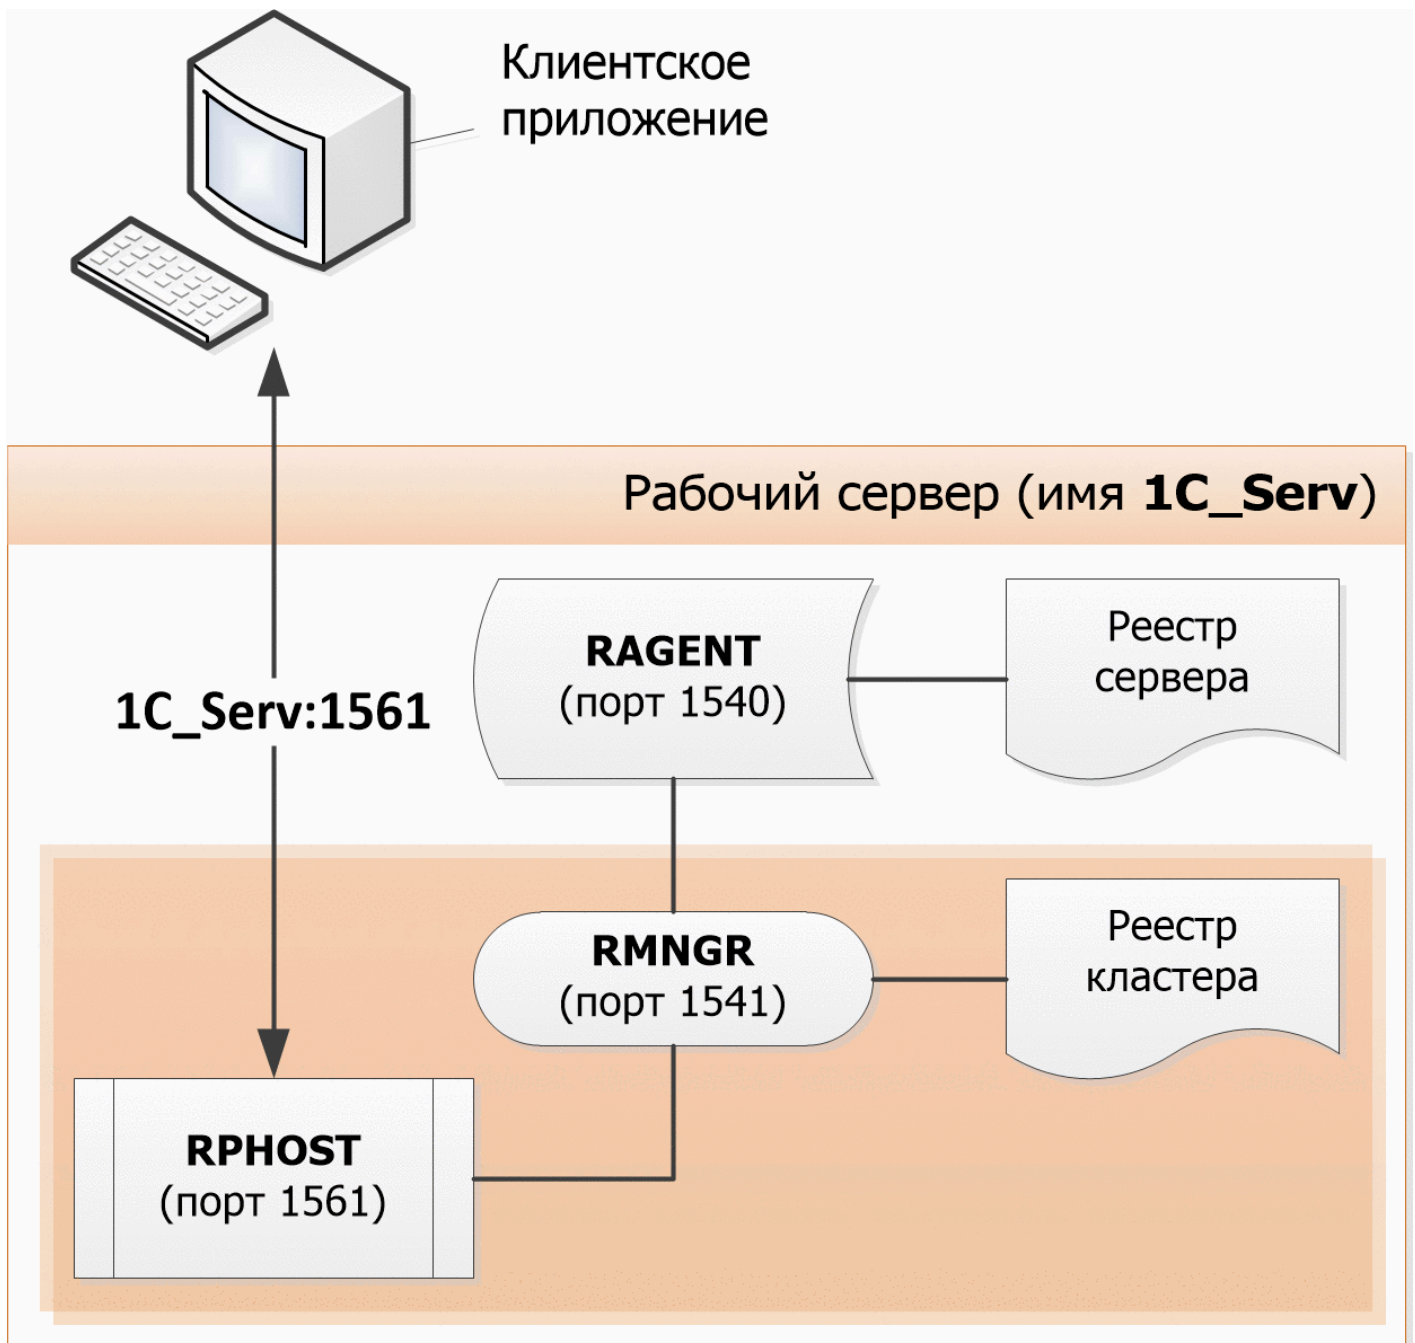 Клиентское
приложение
Рабочий сервер (имя 1C_Serv)
RAGENT
(порт 1540)
Реестр
сервера
1C_Serv:1561
RMNGR
(порт 1541)
Реестр
кластера
RPHOST
(порт 1561)